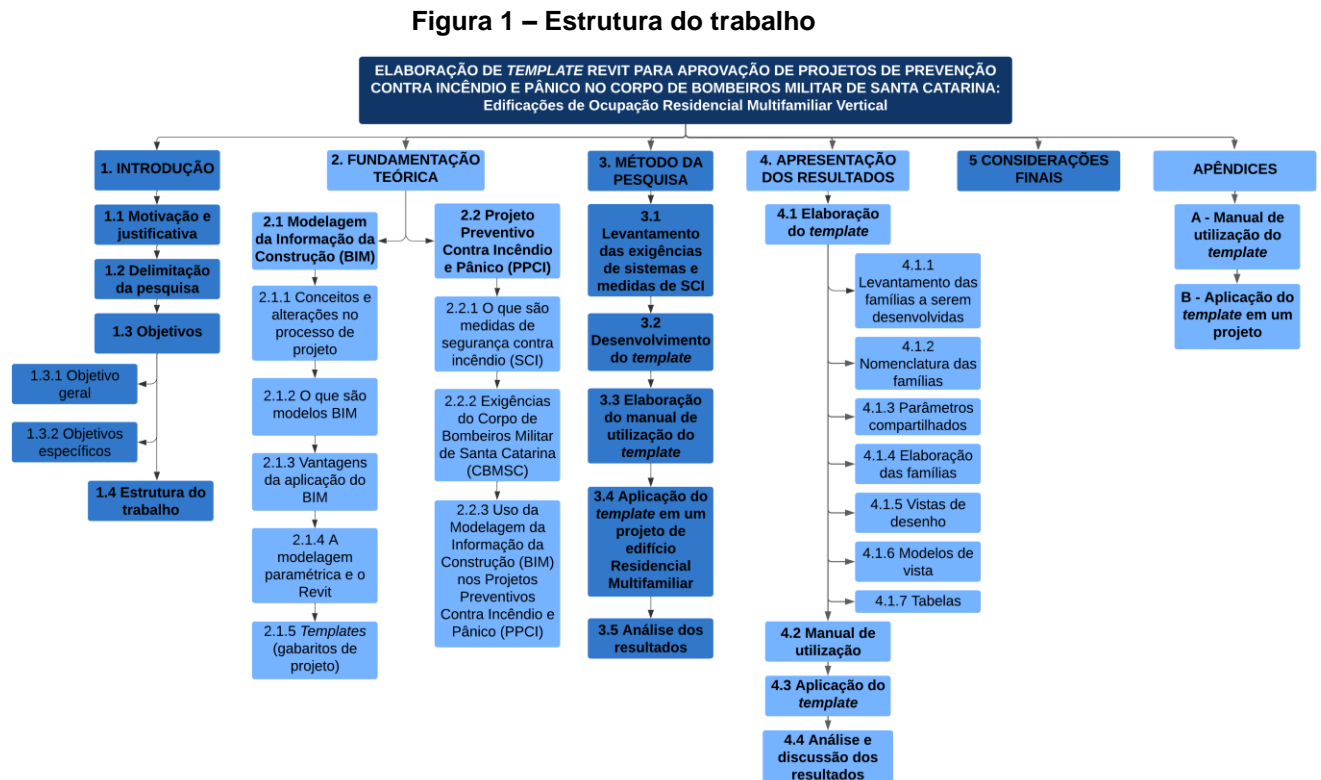 Figura 1 – Estrutura do trabalho
ELABORAÇÃO DE TEMPLATE REVIT PARA APROVAÇÃO DE PROJETOS DE PREVENÇÃO
CONTRA INCÊNDIO E PÂNICO NO CORPO DE BOMBEIROS MILITAR DE SANTA CATARINA:
Edificações de Ocupação Residencial Multifamiliar Vertical
1. INTRODUÇÃO
1.1 Motivação e
justificativa
1.2 Delimitação
da pesquisa
1.3 Objetivos
1.3.1 Objetivo
geral
1.3.2 Objetivos
específicos
1.4 Estrutura do
trabalho
2. FUNDAMENTAÇÃO
TEÓRICA
2.1 Modelagem
da Informação da
Construção (BIM)
2.1.1 Conceitos e
alterações no
processo de
projeto
2.1.2 O que são
modelos BIM
2.1.3 Vantagens
da aplicação do
BIM
2.1.4 A
modelagem
paramétrica e o
Revit
2.1.5 Templates
(gabaritos de
projeto)
2.2 Projeto
Preventivo
Contra Incêndio
e Pânico (PPCI)
2.2.1 O que são
medidas de
segurança contra
incêndio (SCI)
2.2.2 Exigências
do Corpo de
Bombeiros Militar
de Santa Catarina
(CBMSC)
2.2.3 Uso da
Modelagem da
Informação da
Construção (BIM)
nos Projetos
Preventivos
Contra Incêndio e
Pânico (PPCI)
3. MÉTODO DA
PESQUISA
3.1
Levantamento
das exigências
de sistemas e
medidas de SCI
3.2
Desenvolvimento
do template
3.3 Elaboração
do manual de
utilização do
template
3.4 Aplicação do
template em um
projeto de
edifício
Residencial
Multifamiliar
3.5 Análise dos
resultados
4. APRESENTAÇÃO
DOS RESULTADOS
4.1 Elaboração
do template
4.1.1
Levantamento das
famílias a serem
desenvolvidas
4.1.2
Nomenclatura das
famílias
4.1.3 Parâmetros
compartilhados
4.1.4 Elaboração
das famílias
4.1.5 Vistas de
desenho
4.1.6 Modelos de
vista
4.1.7 Tabelas
4.2 Manual de
utilização
4.3 Aplicação do
template
4.4 Análise e
discussão dos
resultados
5 CONSIDERAÇÕES
FINAIS
APÊNDICES
A - Manual de
utilização do
template
B - Aplicação do
template em um
projeto